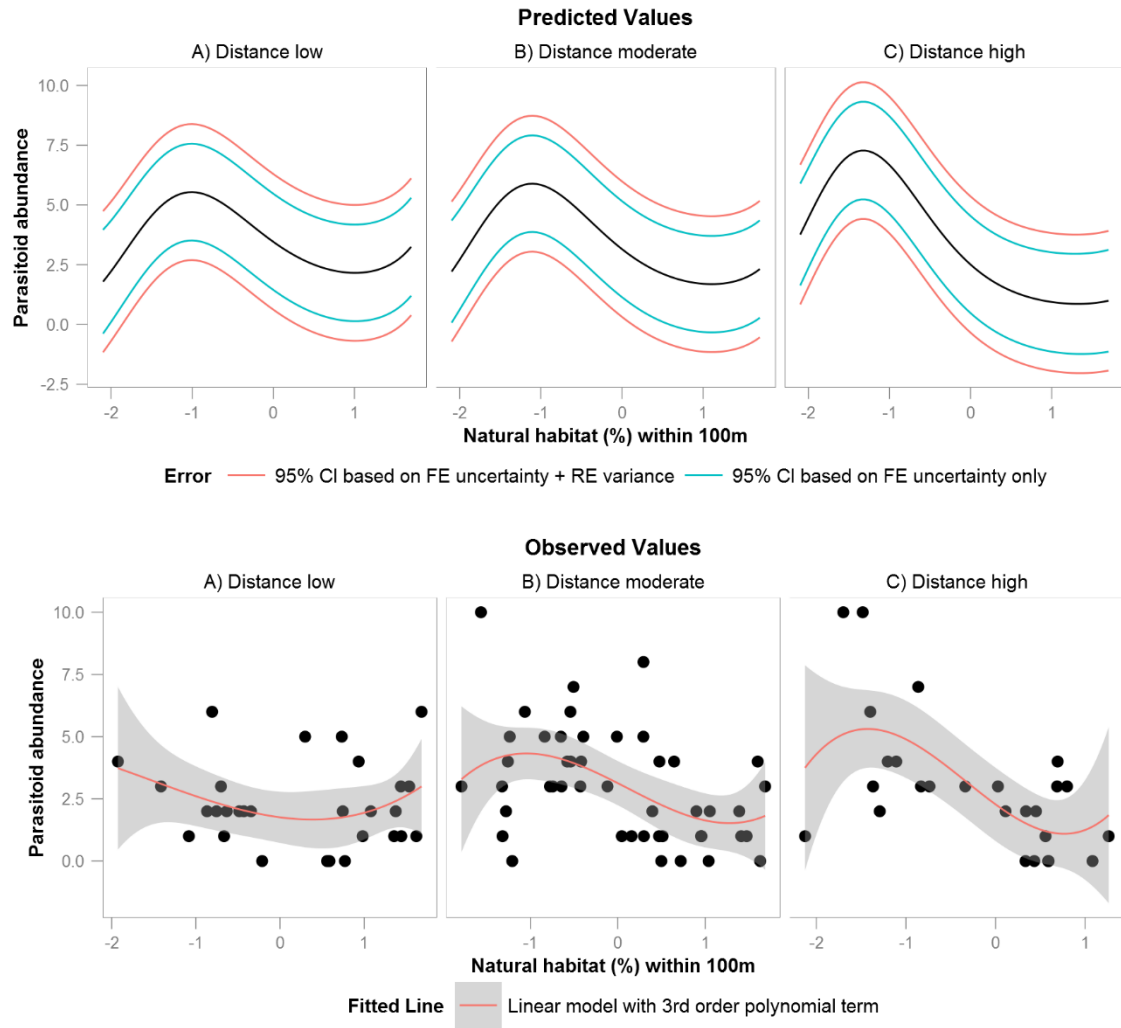 Predicted Values
A) Distance low B) Distance moderate C) Distance high
10.0
7.5
5.0
2.5
0.0
-2.5
Parasitoid abundance
-2 -1 0 1 -2 -1 0 1 -2 -1 0 1
Natural habitat (%) within 100m
Error 95% CI based on FE uncertainty + RE variance 95% CI based on FE uncertainty only
Observed Values
A) Distance low B) Distance moderate C) Distance high
10.0
7.5
5.0
2.5
0.0
Parasitoid abundance
-2 -1 0 1 -1 0 1 -2 -1 0 1
Natural habitat (%) within 100m
Fitted Line Linear model with 3rd order polynomial term